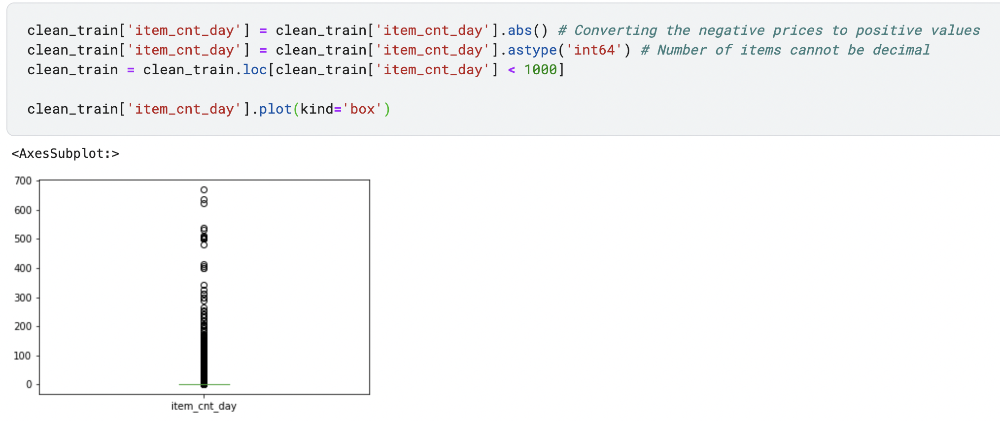 clean_train['item_cnt_day'] = clean_train['item_cnt_day'].abs() # Converting the negative prices to positive values
clean_train['item_cnt_day'] = clean_train['item_cnt_day'].astype('int64') # Number of items cannot be decimal
clean_train = clean_train.loc[clean_train['item_cnt_day'] < 1000]
clean_train['item_cnt_day'].plot(kind='box')
<AxesSubplot:>
700
600
500
400
300
200
100
0
item_cnt_day